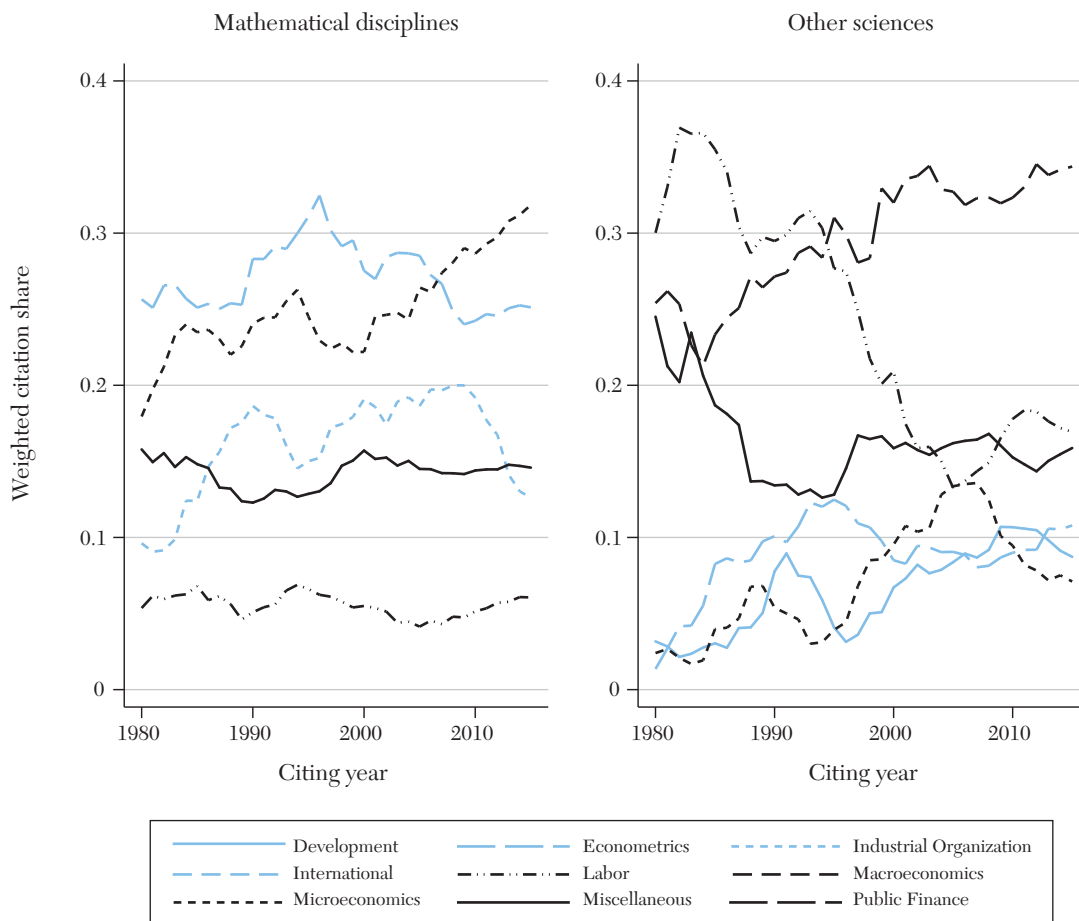 Mathematical disciplines
Other sciences
0.4
0.3
0.2
0.1
0
0.4
0.3
0.2
0.1
0
Weighted citation share
1980 1990 2000 2010
1980 1990 2000 2010
Citing year
Citing year
Development Econometrics Industrial Organization
International Labor Macroeconomics
Microeconomics Miscellaneous Public Finance